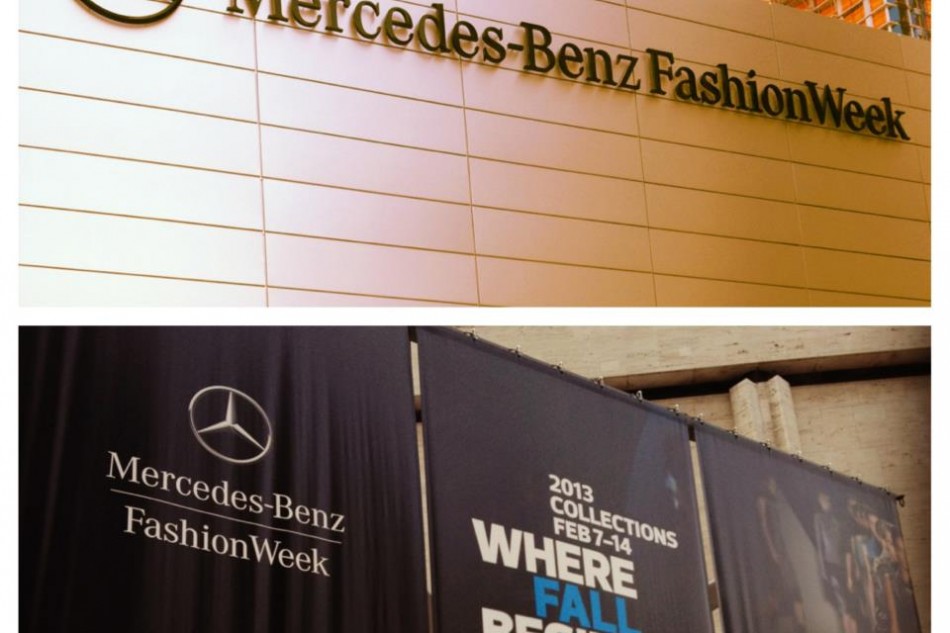 Mercedes-Benz FashionWeek
Mercedes-Benz
FashionWeek
2013
COLLECTIONS
FEB 7-14
WHERE
FALL